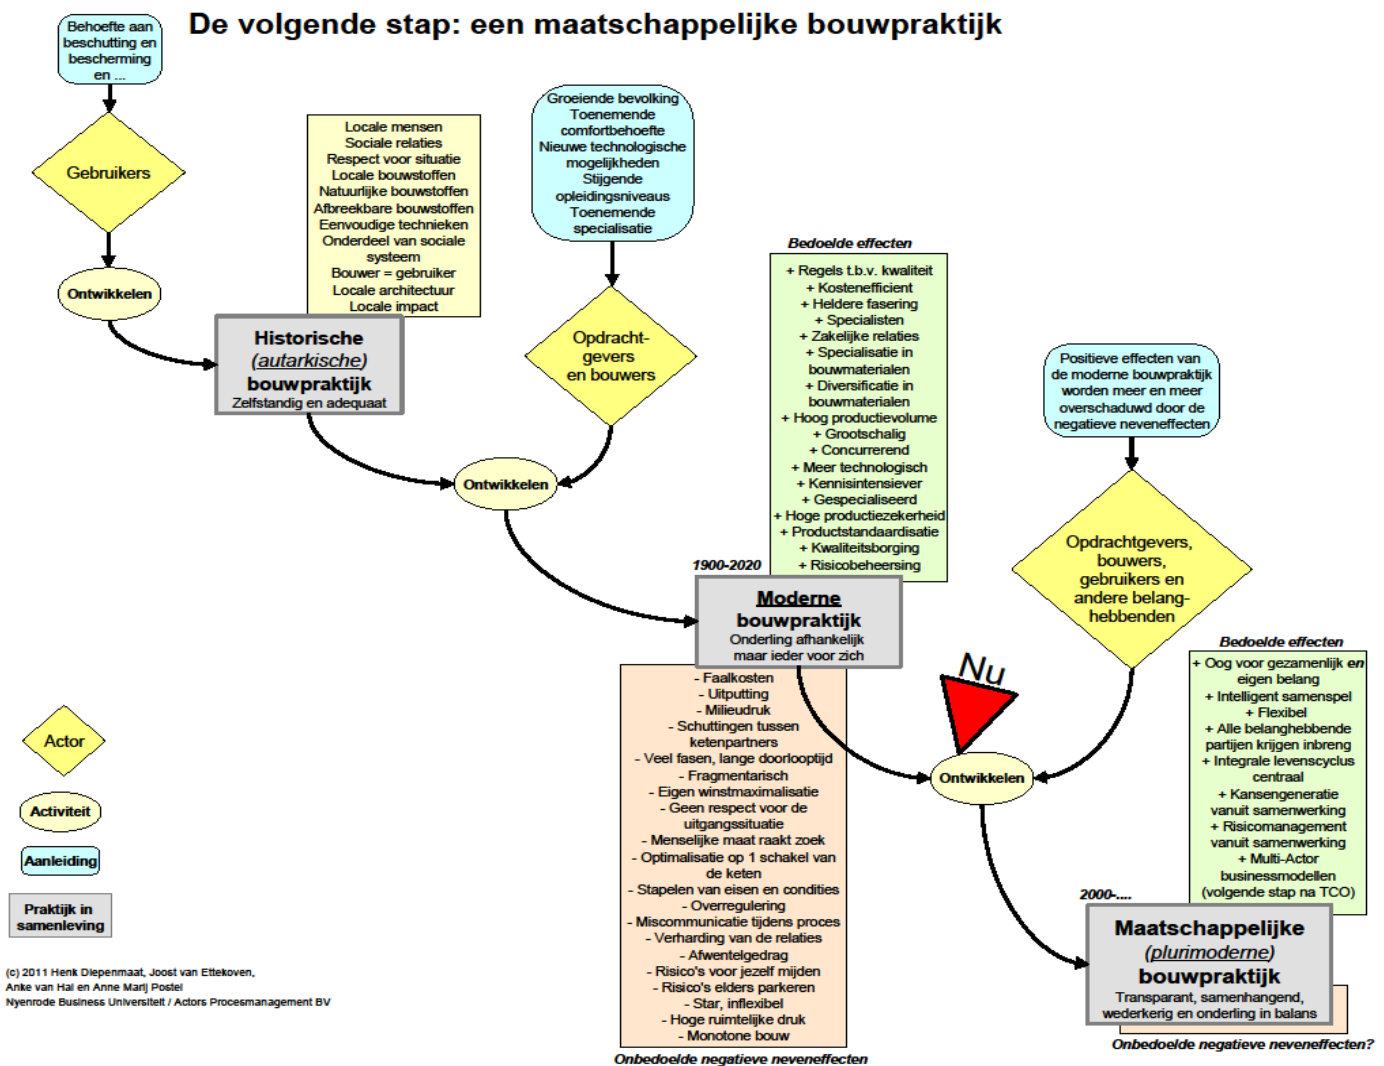 De volgende stap: een maatschappelijke bouwpraktijk
Behoefte aan
beschutting en
bescherming
en ...
Gebruikers
Ontwikkelen
Locale mensen
Sociale relaties
Respect voor situatie
Locale bouwstoffen
Natuurlijke bouwstoffen
Afbreekbare bouwstoffen
Eenvoudige technieken
Onderdeel van sociale
systeem
Bouwer = gebruiker
Locale architectuur
Locale impact
Historische
(autarkische)
bouwpraktijk
Zelfstandig en adequaat
Groeiende bevolking
Toenemende
comfortbehoefte
Nieuwe technologische
mogelijkheden
Stijgende
opleidingsniveaus
Toenemende
specialisatie
Opdracht-
gevers
en bouwers
Ontwikkelen
Bedoelde effecten
+ Regels t.b.v. kwaliteit
+ Kostenefficient
+ Heldere fasering
+ Specialisten
+ Zakelijke relaties
+ Specialisatie in
bouwmaterialen
+ Diversificatie in
bouwmaterialen
+ Hoog productievolume
+ Grootschalig
+ Concurrerend
+ Meer technologisch
+ Kennisintensiever
+ Gespecialiseerd
+ Hoge productiezekerheid
+ Productstandaardisatie
+ Kwaliteitsborging
+ Risicobeheersing
1900-2020
Moderne
bouwpraktijk
Onderling afhankelijk
maar ieder voor zich
- Faalkosten
- Uitputting
- Milieudruk
- Schuttingen tussen
ketenpartners
- Veel fasen, lange doorlooptijd
- Fragmentarisch
- Eigen winstmaximalisatie
- Geen respect voor de
uitgangssituatie
- Menselijke maat raakt zoek
- Optimalisatie op 1 schakel van
de keten
- Stapelen van eisen en condities
- Overregulering
- Miscommunicatie tijdens proces
- Verharding van de relaties
- Afwentelgedrag
- Risico's voor jezelf mijden
- Risico's elders parkeren
- Star, inflexibel
- Hoge ruimtelijke druk
- Monotone bouw
Onbedoelde negatieve neveneffecten
Positieve effecten van
de moderne bouwpraktijk
worden meer en meer
overschaduwd door de
negatieve neveneffecten
Opdrachtgevers,
bouwers,
gebruikers en
andere belang-
hebbenden
Nu
Ontwikkelen
Bedoelde effecten
+ Oog voor gezamenlijk en
eigen belang
+ Intelligent samenspel
+ Flexibel
+ Alle belanghebbende
partijen krijgen inbreng
+ Integrale levenscyclus
centraal
+ Kansengeneratie
vanuit samenwerking
+ Risicomanagement
vanuit samenwerking
+ Multi-Actor
businessmodellen
(volgende stap na TCO)
2000-....
Maatschappelijke
(plurimoderne)
bouwpraktijk
Transparant, samenhangend,
wederkerig en onderling in balans
Onbedoelde negatieve neveneffecten?
Actor
Activiteit
Aanleiding
Praktijk in
samenleving
(c) 2011 Henk Diepenmaat, Joost van Ettekoven,
Anke van Hal en Anne Marij Postel
Nyenrode Business Universiteit / Actors Procesmanagement BV